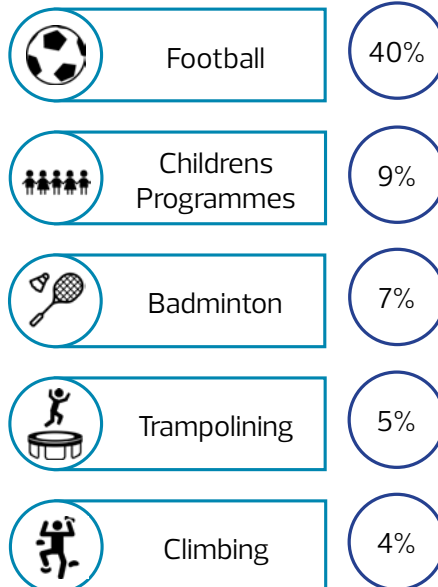 Football 40%
Childrens
Programmes 9%
Badminton 7%
Trampolining 5%
Climbing 4%